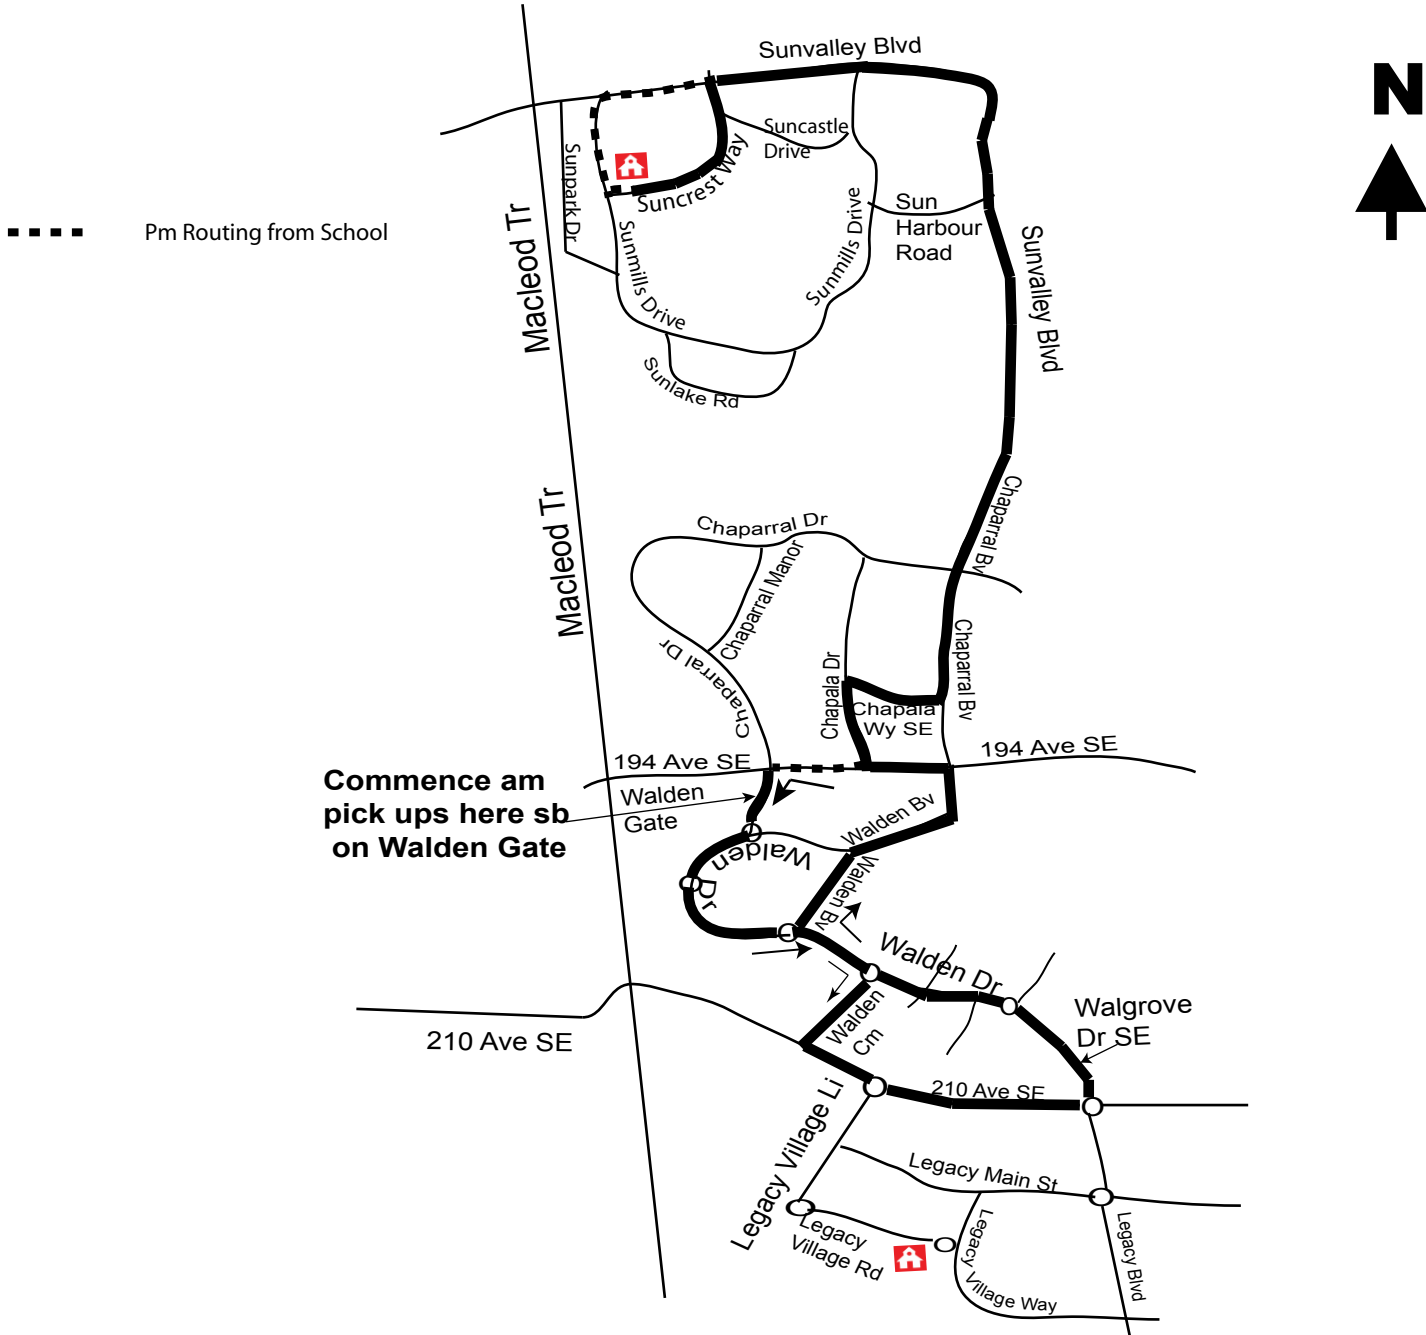 Sunvalley Blvd
N
Suncastle
Drive
Suncrest Way
Sunpark Dr
Macleod Tr
Pm Routing from School
Sunmills Drive
Sunmills Drive
Sun
Harbour
Road
Sunvalley Blvd
Sunlake Rd
Macleod Tr
Chaparral Bv
Chaparral Dr
Chaparral Manor
Chaparral Dr
Chapala Dr
Chaparral Bv
Chapala
Wy SE
194 Ave SE
194 Ave SE
Commence am
pick ups here sb
on Walden Gate
Walden
Gate
Walden Bv
Walden
Dr
Walden Bv
Walden Dr
Walgrove
Dr SE
Walden
Cm
210 Ave SE
210 Ave SE
Legacy Village Li
Legacy Main St
Legacy
Village Rd
Legacy Village Way
Legacy Blvd